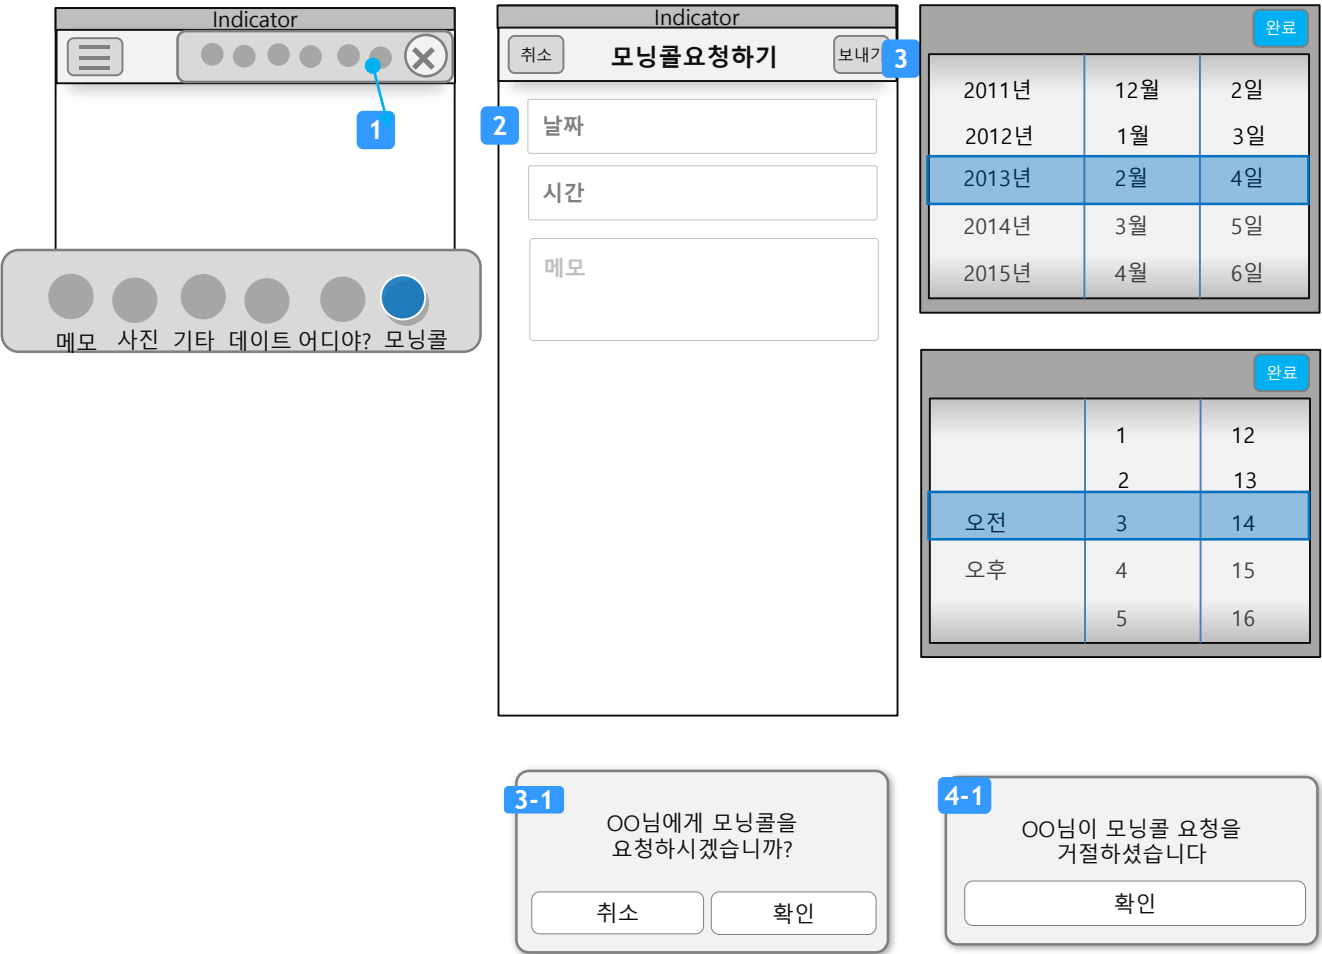 Indicator
1
메모 사진 기타 데이트 어디야? 모닝콜
Indicator
취소 모닝콜요청하기 보내기
3
2
날짜
시간
메모
완료
2011년 12월 2일
2012년 1월 3일
2013년 2월 4일
2014년 3월 5일
2015년 4월 6일
완료
1 12
2 13
오전 3 14
오후 4 15
5 16
3-1
OO님에게 모닝콜을
요청하시겠습니까?
취소 확인
4-1
OO님이 모닝콜 요청을
거절하셨습니다
확인